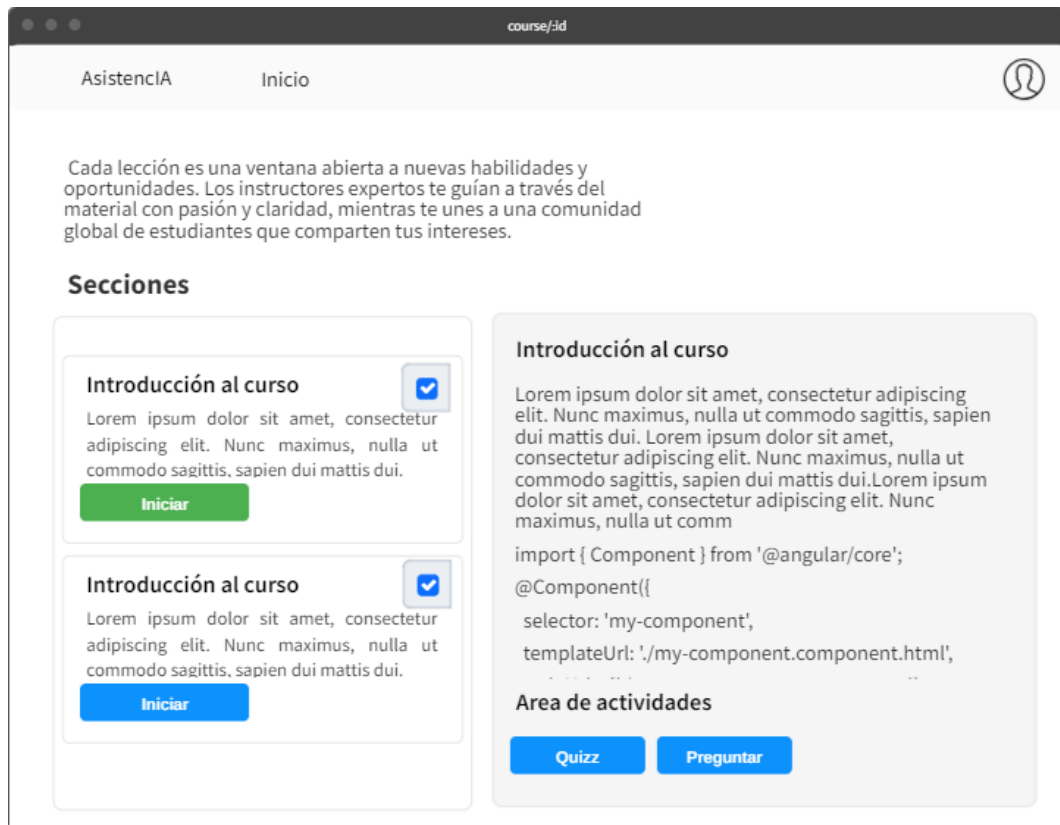 course/:id
AsistencIA
Inicio
Cada lección es una ventana abierta a nuevas habilidades y
oportunidades. Los instructores expertos te guían a través del
material con pasión y claridad, mientras te unes a una comunidad
global de estudiantes que comparten tus intereses.
Secciones
Introducción al curso
Lorem ipsum dolor sit amet, consectetur
adipiscing elit. Nunc maximus, nulla ut
commodo sagittis, sapien dui mattis dui.
Iniciar
Introducción al curso
Lorem ipsum dolor sit amet, consectetur
adipiscing elit. Nunc maximus, nulla ut
commodo sagittis, sapien dui mattis dui.
Iniciar
Introducción al curso
Lorem ipsum dolor sit amet, consectetur adipiscing
elit. Nunc maximus, nulla ut commodo sagittis, sapien
dui mattis dui. Lorem ipsum dolor sit amet,
consectetur adipiscing elit. Nunc maximus, nulla ut
commodo sagittis, sapien dui mattis dui.Lorem ipsum
dolor sit amet, consectetur adipiscing elit. Nunc
maximus, nulla ut comm
import { Component } from '@angular/core';
@Component({
selector: 'my-component',
templateUrl: './my-component.component.html',
Area de actividades
Quizz
Preguntar